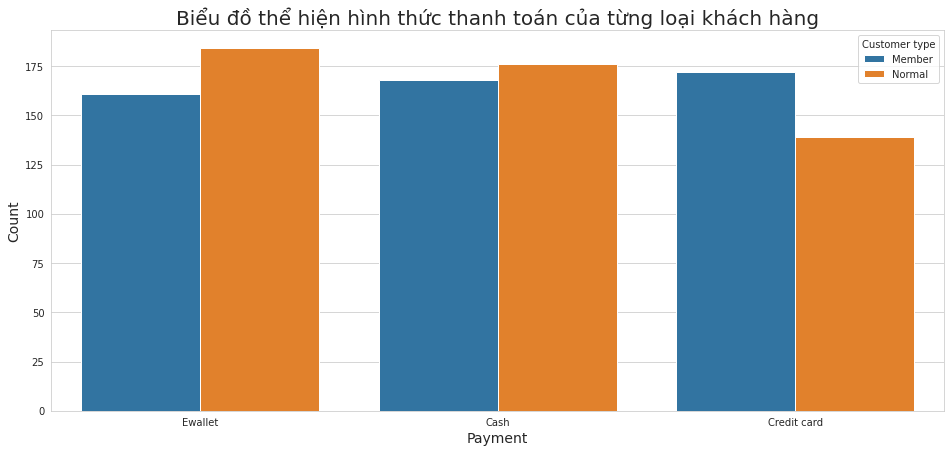 Biểu đồ thể hiện hình thức thanh toán của từng loại khách hàng
Customer type
Member
Normal
175
150
125
100
75
50
25
0
Count
Ewallet
Cash
Credit card
Payment